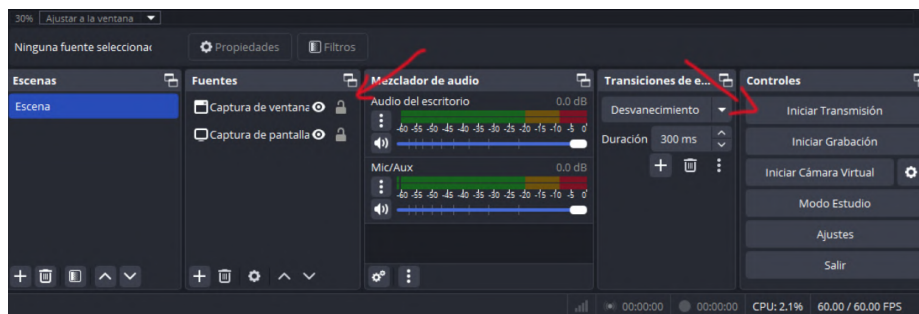 30% Ajustar a la ventana
Ninguna fuente seleccionac Propiedades Filtros
Escenas
Escena
Fuentes
Captura de ventana
Captura de pantalla
Mezclador de audio
Audio del escritorio 0.0 dB
-60 -55 -50 -45 -40 -35 -30 -25 -20 -15 -10 -5 0
Mic/Aux 0.0 dB
-60 -55 -50 -45 -40 -35 -30 -25 -20 -15 -10 -5 0
Transiciones de e...
Desvanecimiento
Duración 300 ms
Controles
Iniciar Transmisión
Iniciar Grabación
Iniciar Cámara Virtual
Modo Estudio
Ajustes
Salir
00:00:00 00:00:00 CPU: 2.1% 60.00 / 60.00 FPS